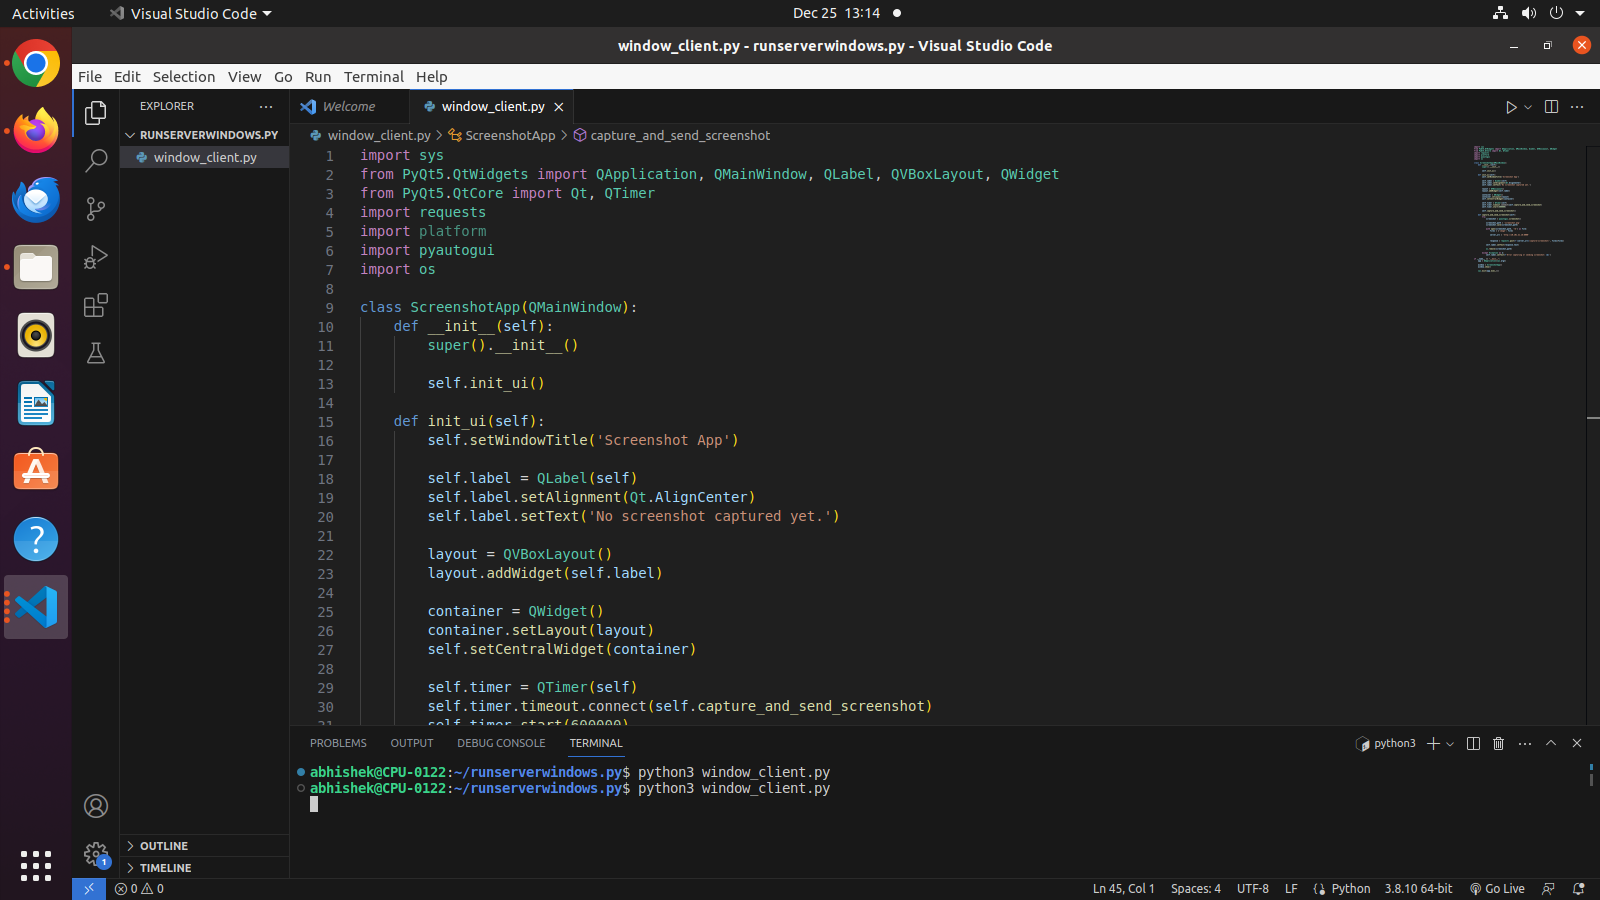 Activities
Visual Studio Code
Dec 25 13:14
window_client.py - runserverwindows.py - Visual Studio Code
File Edit Selection View Go Run Terminal Help
EXPLORER
RUNSERVERWINDOWS.PY
window_client.py
OUTLINE
TIMELINE
Welcome
window_client.py
window_client.py > ScreenshotApp > capture_and_send_screenshot
1 import sys
2 from PyQt5.QtWidgets import QApplication, QMainWindow, QLabel, QVBoxLayout, QWidget
3 from PyQt5.QtCore import Qt, QTimer
4 import requests
5 import platform
6 import pyautogui
7 import os
8
9 class ScreenshotApp(QMainWindow):
10 def __init__(self):
11 super().__init__()
12
13 self.init_ui()
14
15 def init_ui(self):
16 self.setWindowTitle('Screenshot App')
17
18 self.label = QLabel(self)
19 self.label.setAlignment(Qt.AlignCenter)
20 self.label.setText('No screenshot captured yet.')
21
22 layout = QVBoxLayout()
23 layout.addWidget(self.label)
24
25 container = QWidget()
26 container.setLayout(layout)
27 self.setCentralWidget(container)
28
29 self.timer = QTimer(self)
30 self.timer.timeout.connect(self.capture_and_send_screenshot)
31 self.timer.start(600000)
PROBLEMS OUTPUT DEBUG CONSOLE TERMINAL
python3
abhishek@CPU-0122:~/runserverwindows.py$ python3 window_client.py
abhishek@CPU-0122:~/runserverwindows.py$ python3 window_client.py
1
0 0
Ln 45, Col 1 Spaces: 4 UTF-8 LF Python 3.8.10 64-bit Go Live